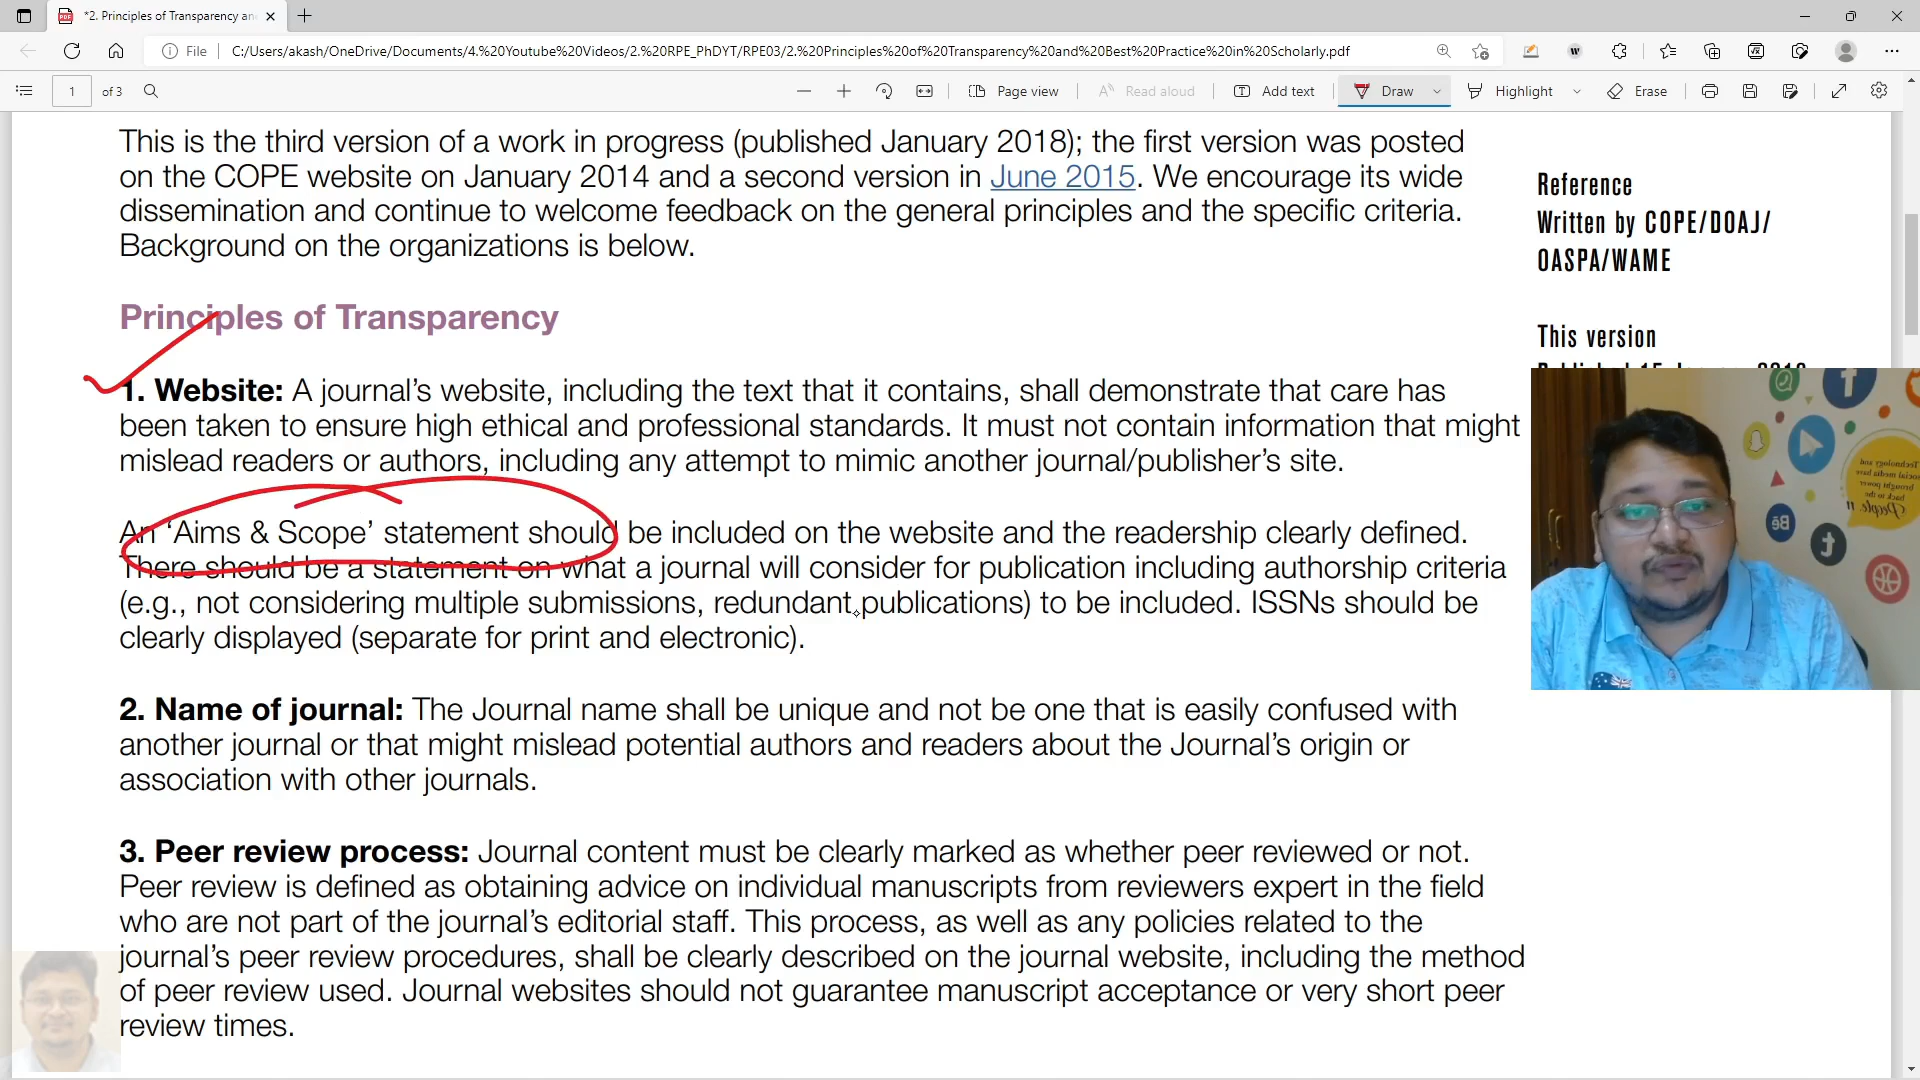 *2. Principles of Transparency an
File
C:/Users/akash/OneDrive/Documents/4.%20Youtube%20Videos/2.%20RPE_PhDYT/RPE03/2.%20Principles%20of%20Transparency%20and%20Best%20Practice%20in%20Scholarly.pdf
1 of 3
Page view
Read aloud
Add text
Draw
Highlight
Erase
This is the third version of a work in progress (published January 2018); the first version was posted
on the COPE website on January 2014 and a second version in June 2015. We encourage its wide
dissemination and continue to welcome feedback on the general principles and the specific criteria.
Background on the organizations is below.
Reference
Written by COPE/DOAJ/
OASPA/WAME
This version
Principles of Transparency
1. Website: A journal’s website, including the text that it contains, shall demonstrate that care has
been taken to ensure high ethical and professional standards. It must not contain information that might
mislead readers or authors, including any attempt to mimic another journal/publisher’s site.
An ‘Aims & Scope’ statement should be included on the website and the readership clearly defined.
There should be a statement on what a journal will consider for publication including authorship criteria
(e.g., not considering multiple submissions, redundant publications) to be included. ISSNs should be
clearly displayed (separate for print and electronic).
2. Name of journal: The Journal name shall be unique and not be one that is easily confused with
another journal or that might mislead potential authors and readers about the Journal’s origin or
association with other journals.
3. Peer review process: Journal content must be clearly marked as whether peer reviewed or not.
Peer review is defined as obtaining advice on individual manuscripts from reviewers expert in the field
who are not part of the journal’s editorial staff. This process, as well as any policies related to the
journal’s peer review procedures, shall be clearly described on the journal website, including the method
of peer review used. Journal websites should not guarantee manuscript acceptance or very short peer
review times.